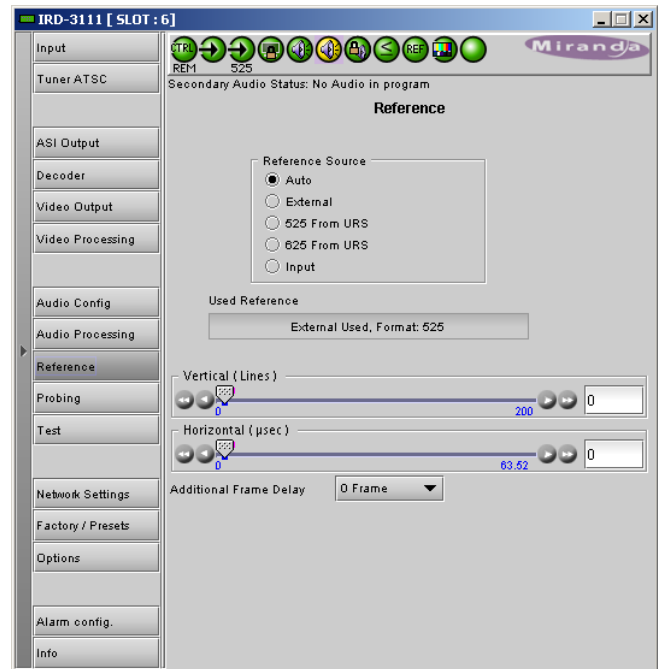 IRD-3111 [ SLOT : 6]
Input
Tuner ATSC
ASI Output
Decoder
Video Output
Video Processing
Audio Config
Audio Processing
Reference
Probing
Test
Network Settings
Factory / Presets
Options
Alarm config.
Info
CTRL
REF
Miranda
REM
525
Secondary Audio Status: No Audio in program
Reference
Reference Source
Auto
External
525 From URS
625 From URS
Input
Used Reference
External Used, Format: 525
Vertical ( Lines )
0
200
0
Horizontal ( µsec )
0
63.52
0
Additional Frame Delay
0 Frame